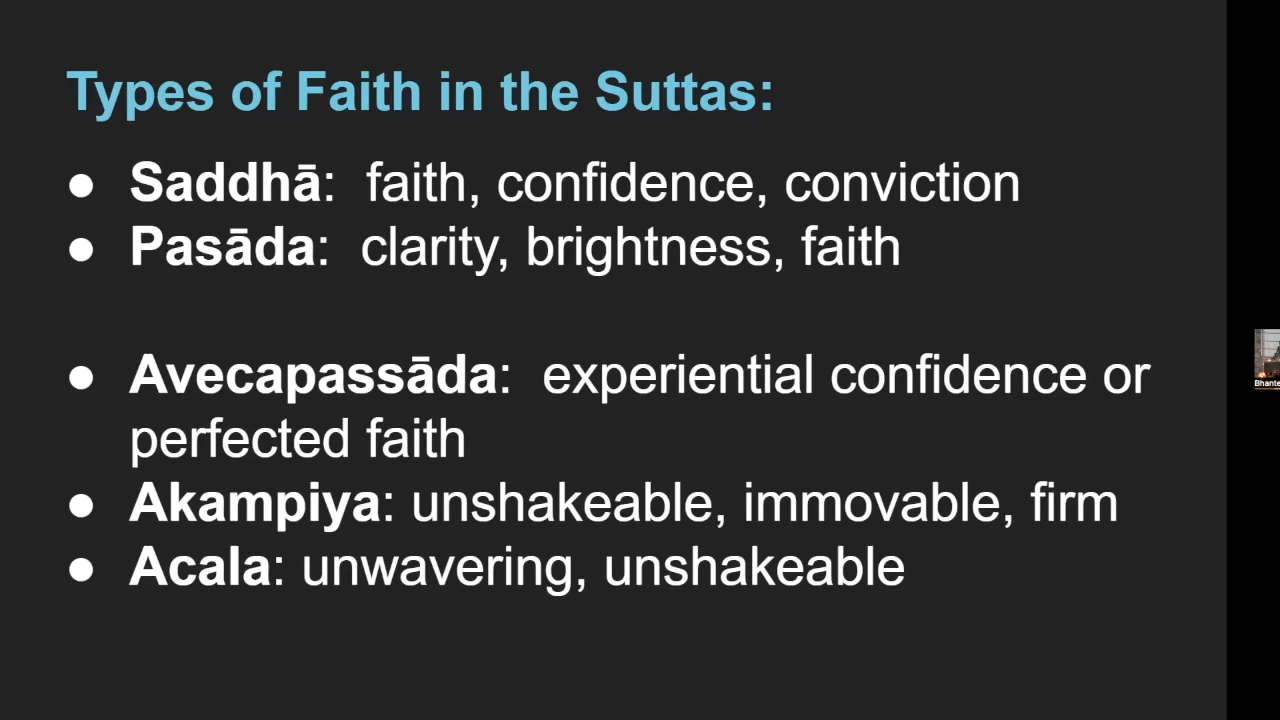 Types of Faith in the Suttas:
● Saddhā: faith, confidence, conviction
● Pasāda: clarity, brightness, faith
● Avecapassāda: experiential confidence or
perfected faith
● Akampiya: unshakeable, immovable, firm
● Acala: unwavering, unshakeable
Bhante